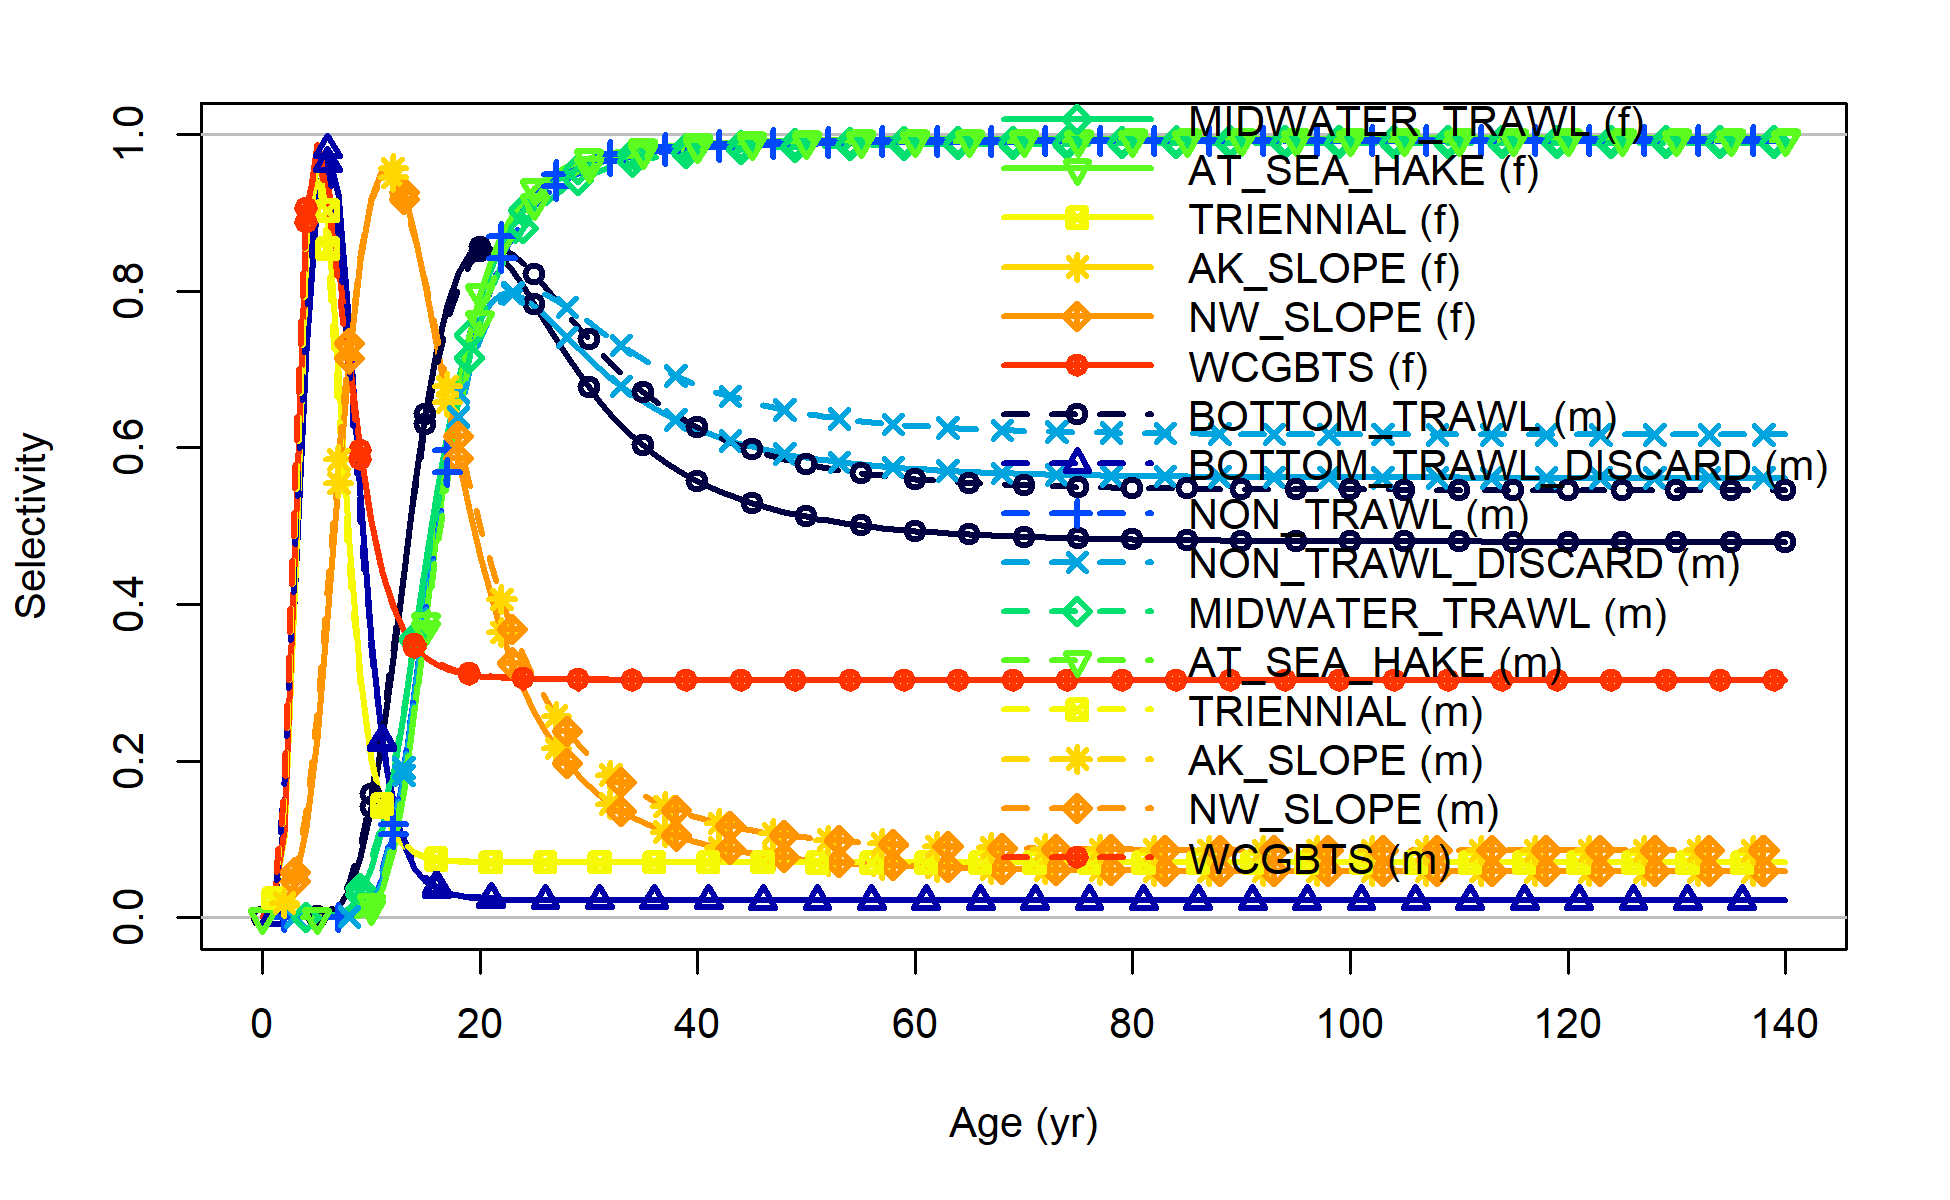 MIDWATER_TRAWL (f)
AT_SEA_HAKE (f)
TRIENNIAL (f)
AK_SLOPE (f)
NW_SLOPE (f)
WCGBTS (f)
BOTTOM_TRAWL (m)
BOTTOM_TRAWL_DISCARD (m)
NON_TRAWL (m)
NON_TRAWL_DISCARD (m)
MIDWATER_TRAWL (m)
AT_SEA_HAKE (m)
TRIENNIAL (m)
AK_SLOPE (m)
NW_SLOPE (m)
WCGBTS (m)
Selectivity
1.0
0.8
0.6
0.4
0.2
0.0
0 20 40 60 80 100 120 140
Age (yr)